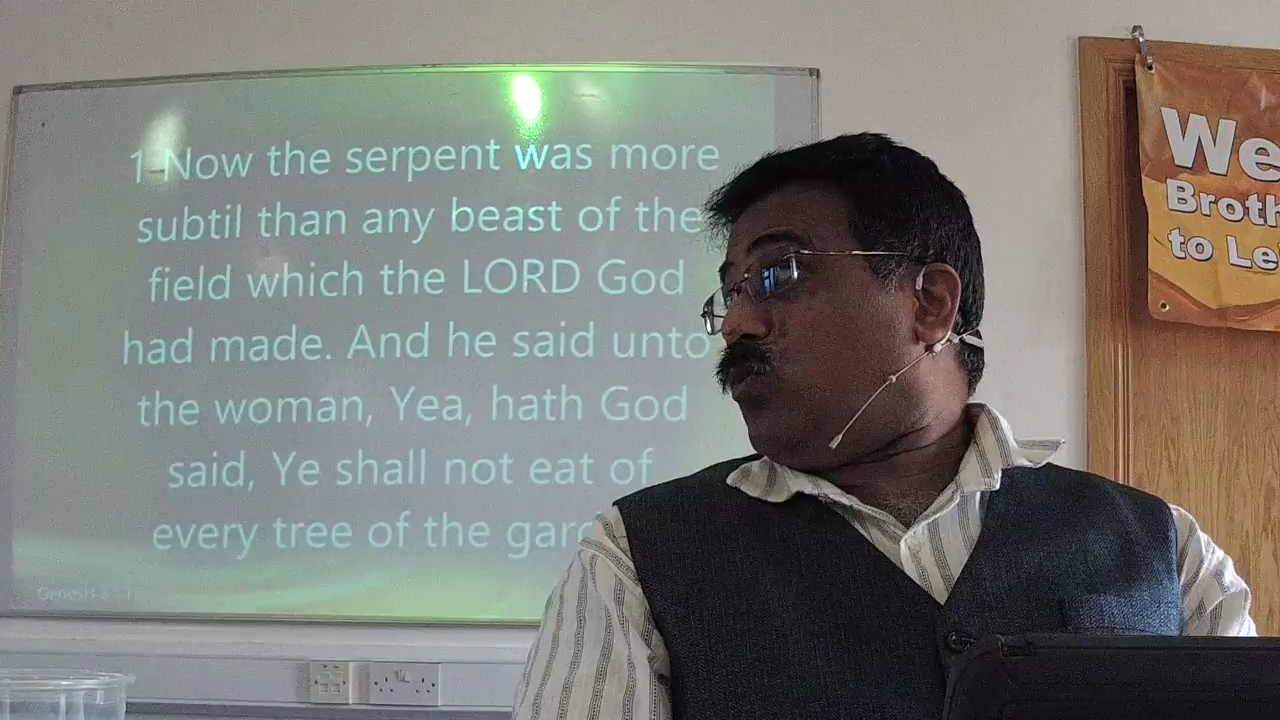 1 Now the serpent was more
subtil than any beast of the
field which the LORD God
had made. And he said unto
the woman, Yea, hath God
said, Ye shall not eat of
every tree of the gard
Genesis
We
Broth
to Le